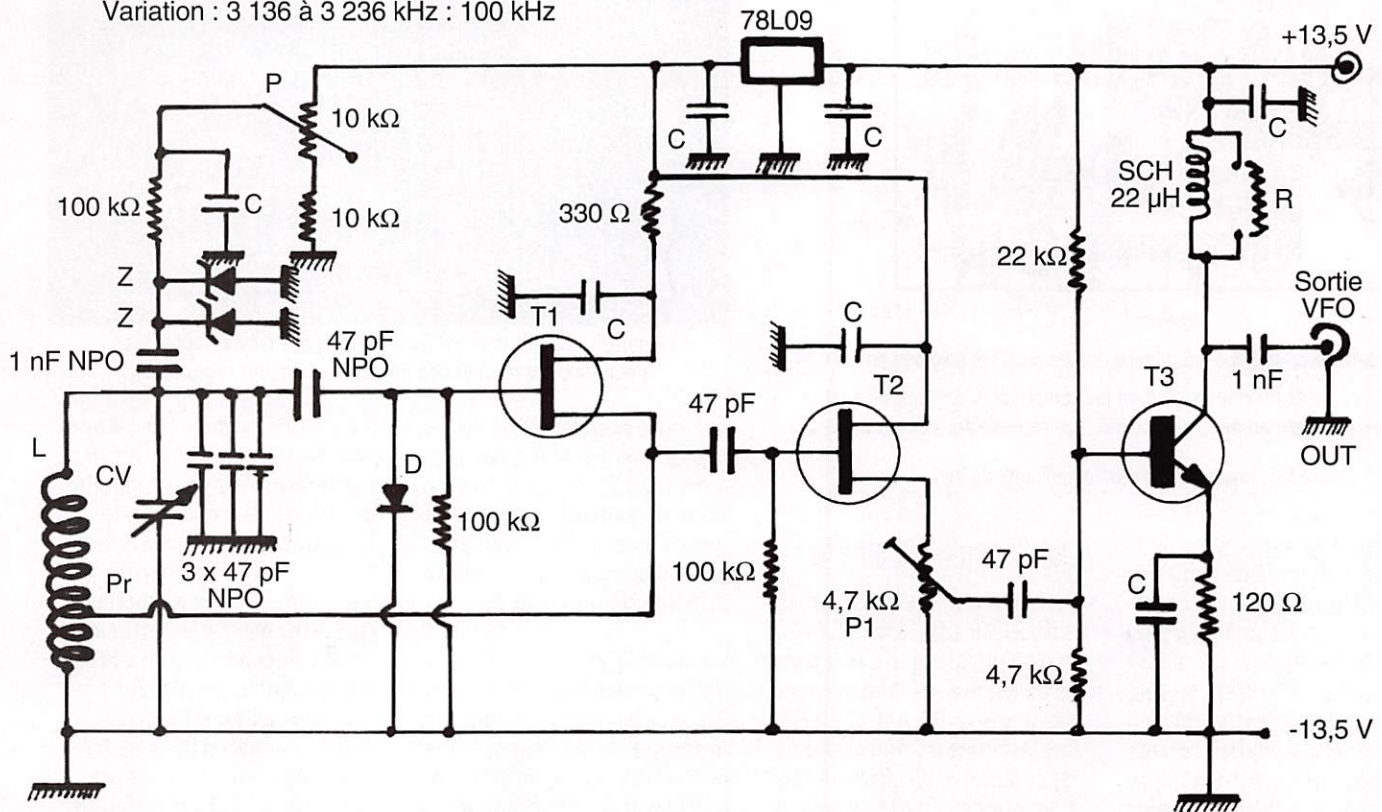 Variation : 3 136 à 3 236 kHz : 100 kHz
78L09
+13,5 V
P
10 kΩ
C
C
C
SCH
22 µH
R
100 kΩ
C
10 kΩ
330 Ω
22 kΩ
Z
Z
Sortie
VFO
1 nF NPO
47 pF
NPO
T1
C
C
T2
T3
1 nF
OUT
L
CV
D
47 pF
100 kΩ
3 x 47 pF
NPO
Pr
100 kΩ
4,7 kΩ
P1
47 pF
C
120 Ω
4,7 kΩ
-13,5 V